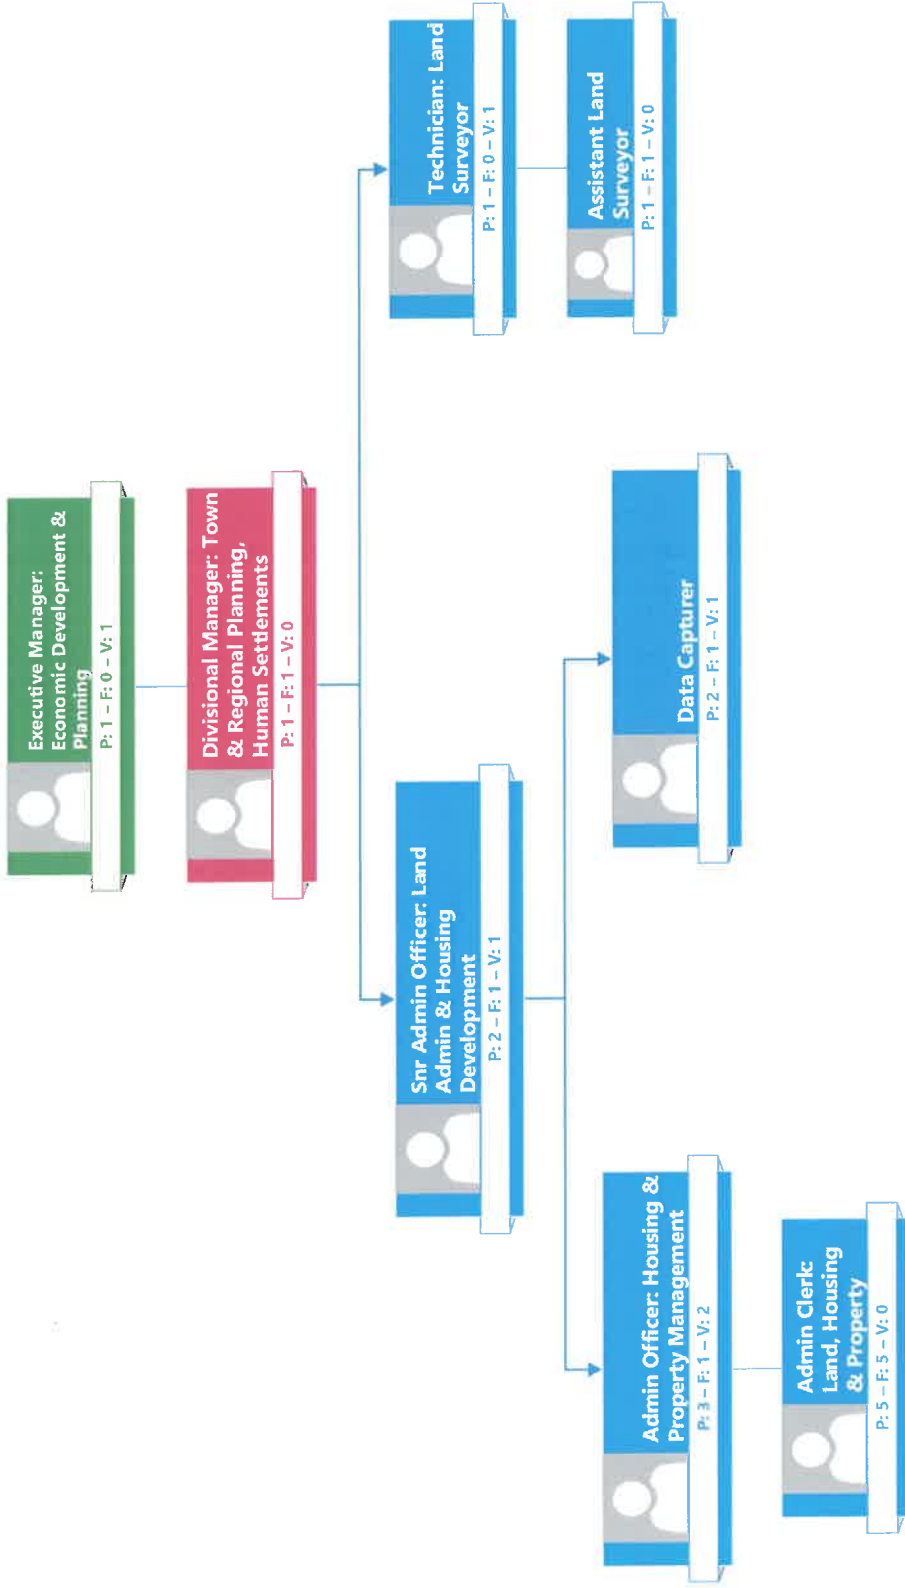 Executive Manager:
Economic Development &
Planning
P: 1 – F: 0 – V: 1
Divisional Manager: Town
& Regional Planning,
Human Settlements
P: 1 – F: 1 – V: 0
Snr Admin Officer: Land
Admin & Housing
Development
P: 2 – F: 1 – V: 1
Technician: Land
Surveyor
P: 1 – F: 0 – V: 1
Assistant Land
Surveyor
P: 1 – F: 1 – V: 0
Admin Officer: Housing &
Property Management
P: 3 – F: 1 – V: 2
Data Capturer
P: 2 – F: 1 – V: 1
Admin Clerk:
Land, Housing
& Property
P: 5 – F: 5 – V: 0